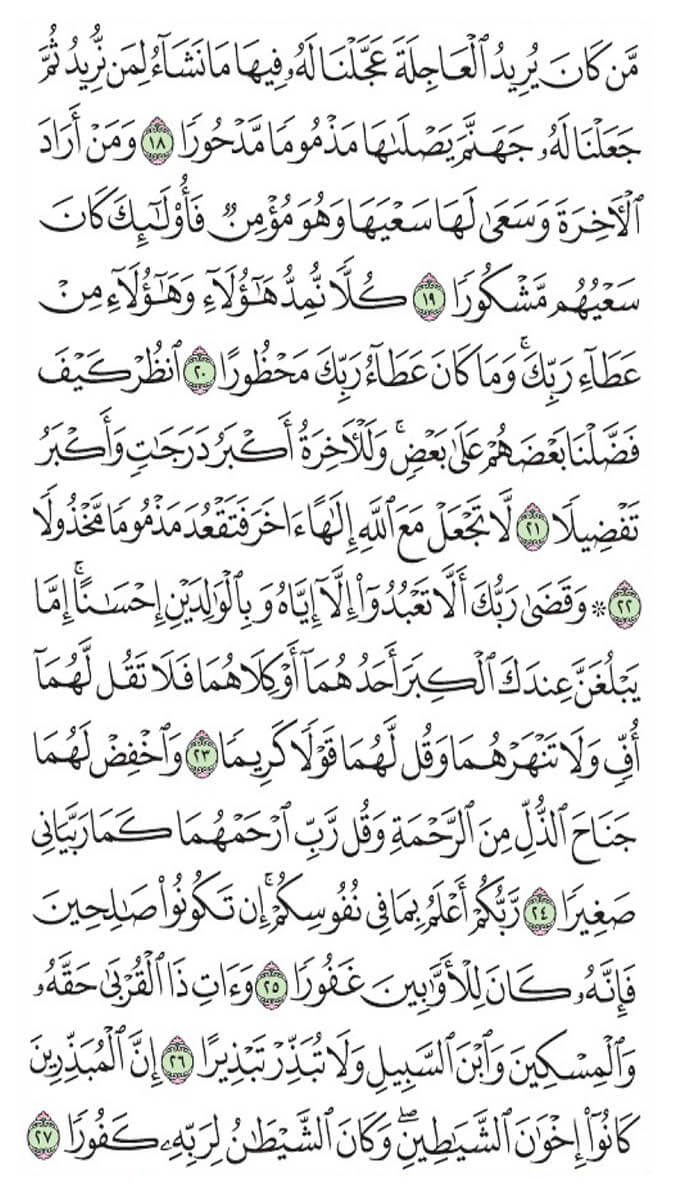 مَّن كَانَ يُرِيدُ ٱلْعَاجِلَةَ عَجَّلْنَا لَهُۥ فِيهَا مَا نَشَآءُ لِمَن نُّرِيدُ ثُمَّ
جَعَلْنَا لَهُۥ جَهَنَّمَ يَصْلَىٰهَا مَذْمُومًا مَّدْحُورًا ١٨ وَمَنْ أَرَادَ
ٱلْأَخِرَةَ وَسَعَىٰ لَهَا سَعْيَهَا وَهُوَ مُؤْمِنٌ فَأُو۟لَـٰٓئِكَ كَانَ
سَعْيُهُم مَّشْكُورًا ١٩ كُلًّا نُّمِدُّ هَـٰٓؤُلَآءِ وَهَـٰٓؤُلَآءِ مِنْ
عَطَآءِ رَبِّكَ ۚ وَمَا كَانَ عَطَآءُ رَبِّكَ مَحْظُورًا ٢٠ ٱنظُرْ كَيْفَ
فَضَّلْنَا بَعْضَهُمْ عَلَىٰ بَعْضٍ ۚ وَلَلْأَخِرَةُ أَكْبَرُ دَرَجَـٰتٍ وَأَكْبَرُ
تَفْضِيلًا ٢١ لَّا تَجْعَلْ مَعَ ٱللَّهِ إِلَـٰهًا ءَاخَرَ فَتَقْعُدَ مَذْمُومًا مَّخْذُولًا
٢٢ ۞ وَقَضَىٰ رَبُّكَ أَلَّا تَعْبُدُوٓا۟ إِلَّآ إِيَّاهُ وَبِٱلْوَٰلِدَيْنِ إِحْسَـٰنًا ۚ إِمَّا
يَبْلُغَنَّ عِندَكَ ٱلْكِبَرَ أَحَدُهُمَآ أَوْ كِلَاهُمَا فَلَا تَقُل لَّهُمَآ
أُفٍّ وَلَا تَنْهَرْهُمَا وَقُل لَّهُمَا قَوْلًا كَرِيمًا ٢٣ وَٱخْفِضْ لَهُمَا
جَنَاحَ ٱلذُّلِّ مِنَ ٱلرَّحْمَةِ وَقُل رَّبِّ ٱرْحَمْهُمَا كَمَا رَبَّيَانِى
صَغِيرًا ٢٤ رَّبُّكُمْ أَعْلَمُ بِمَا فِى نُفُوسِكُمْ ۚ إِن تَكُونُوا۟ صَـٰلِحِينَ
فَإِنَّهُۥ كَانَ لِلْأَوَّٰبِينَ غَفُورًا ٢٥ وَءَاتِ ذَا ٱلْقُرْبَىٰ حَقَّهُۥ
وَٱلْمِسْكِينَ وَٱبْنَ ٱلسَّبِيلِ وَلَا تُبَذِّرْ تَبْذِيرًا ٢٦ إِنَّ ٱلْمُبَذِّرِينَ
كَانُوٓا۟ إِخْوَٰنَ ٱلشَّيَـٰطِينِ ۖ وَكَانَ ٱلشَّيْطَـٰنُ لِرَبِّهِۦ كَفُورًا ٢٧